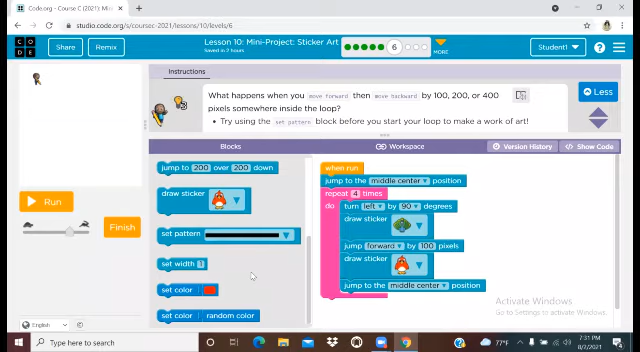 Code.org - Course C (2021): Min
studio.code.org/s/coursec-2021/lessons/10/levels/6
C O
D E
Share
Remix
Lesson 10: Mini-Project: Sticker Art
Saved in 2 hours
6
MORE
Student1
Instructions
3
What happens when you move forward then move backward by 100, 200, or 400
pixels somewhere inside the loop?
• Try using the set pattern block before you start your loop to make a work of art!
Less
Blocks
Workspace
Version History
</> Show Code
Run
Finish
English
jump to 200 over 200 down
draw sticker
set pattern
set width 1
set color
set color random color
when run
jump to the middle center position
repeat 4 times
do
turn left by 90 degrees
draw sticker
jump forward by 100 pixels
draw sticker
jump to the middle center position
Activate Windows
Go to Settings to activate Windows.
Type here to search
77°F
7:31 PM
8/2/2021